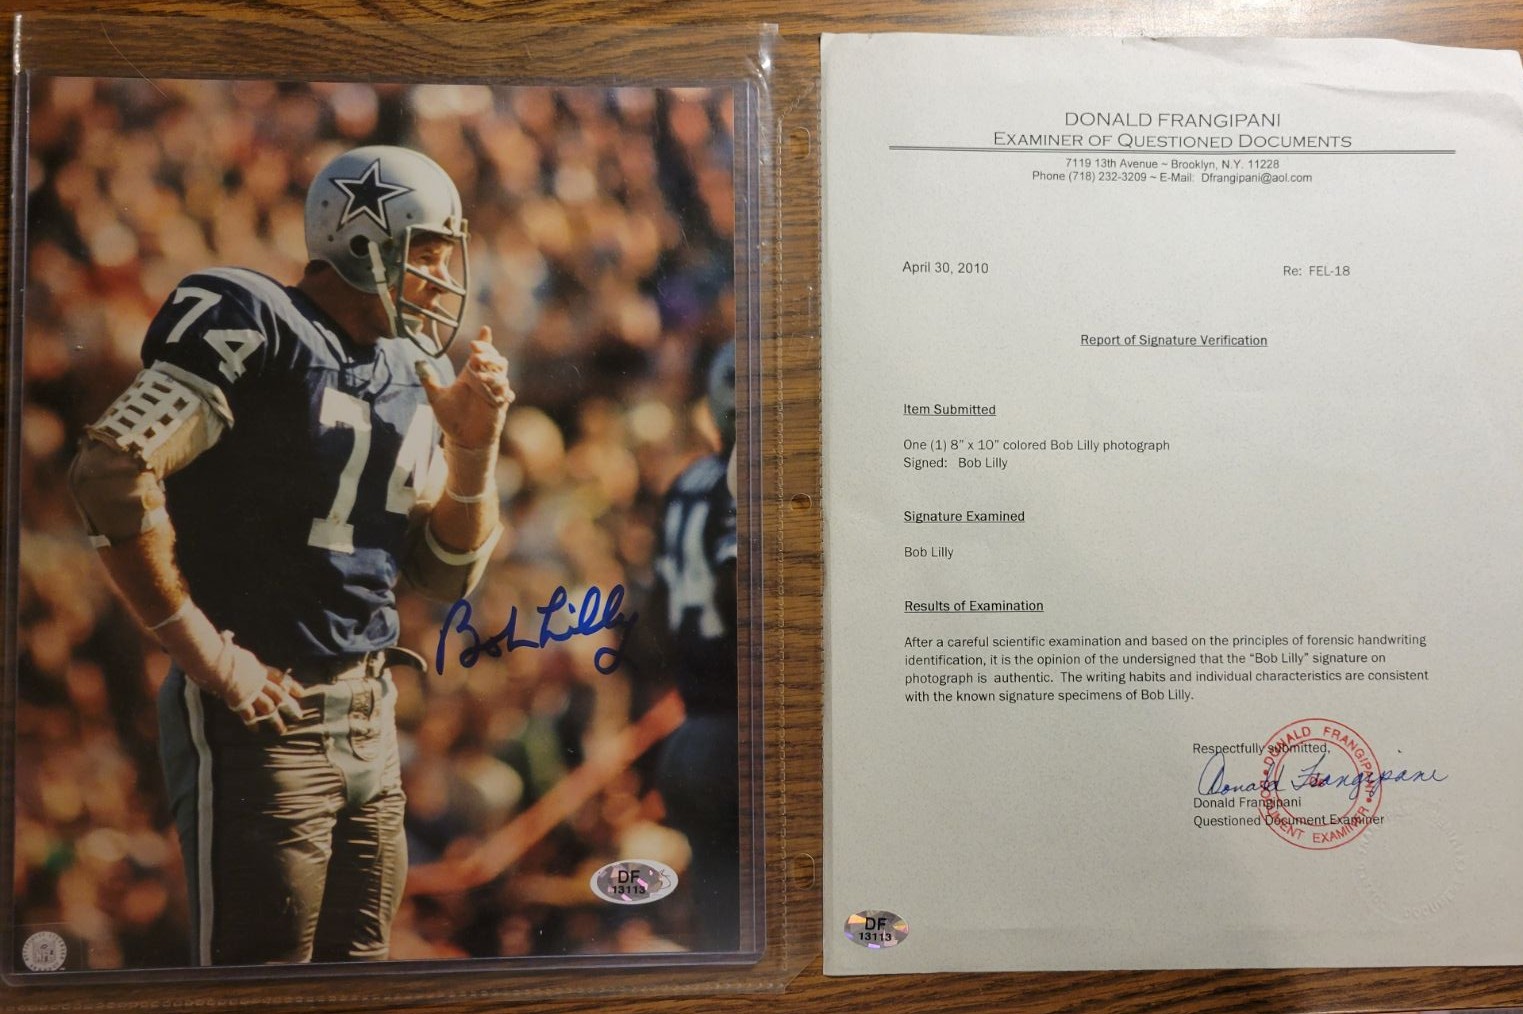 74
74
Bob Lilly
DF
13113
NFL
DONALD FRANGIPANI
EXAMINER OF QUESTIONED DOCUMENTS
7119 13th Avenue ~ Brooklyn, N.Y. 11228
Phone (718) 232-3209 ~ E-Mail: Dfrangipani@aol.com
April 30, 2010 Re: FEL-18
Report of Signature Verification
Item Submitted
One (1) 8" x 10" colored Bob Lilly photograph
Signed: Bob Lilly
Signature Examined
Bob Lilly
Results of Examination
After a careful scientific examination and based on the principles of forensic handwriting
identification, it is the opinion of the undersigned that the “Bob Lilly” signature on
photograph is authentic. The writing habits and individual characteristics are consistent
with the known signature specimens of Bob Lilly.
Respectfully submitted,
Donald Frangipani
Donald Frangipani
Questioned Document Examiner
DONALD FRANGIPANI
DOCUMENT EXAMINER
DF
13113